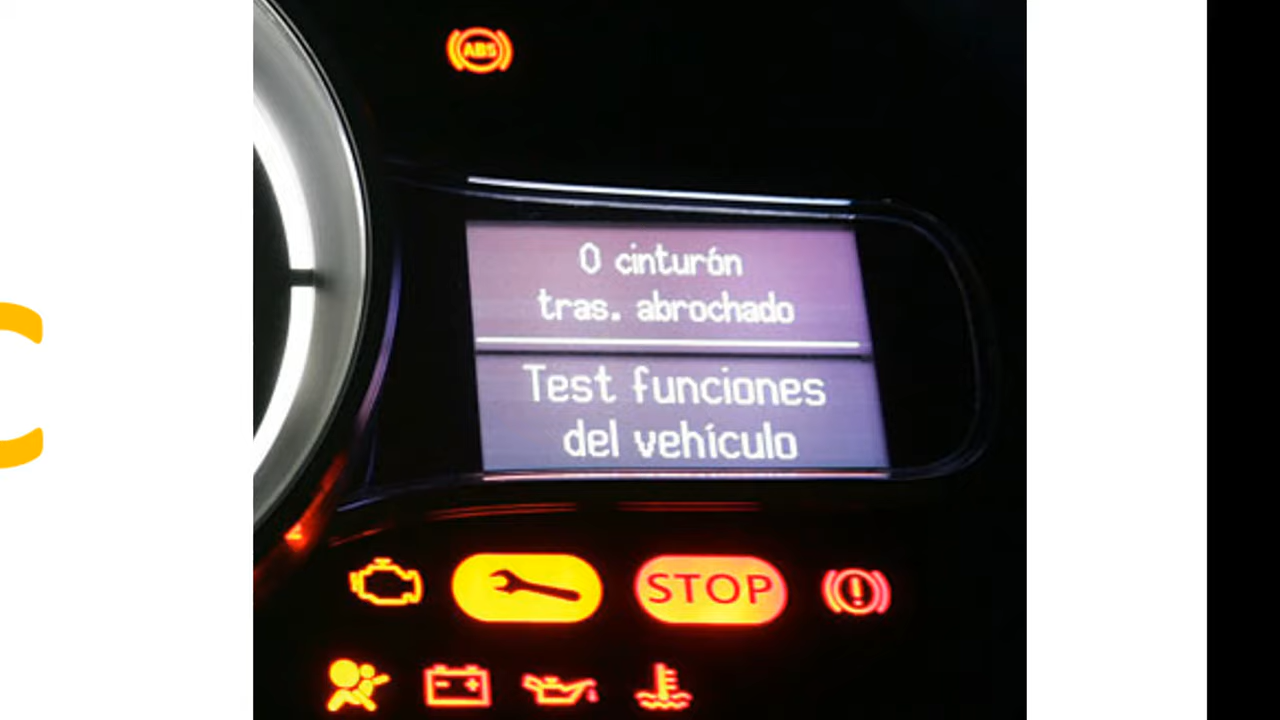 ABS
0 cinturón
tras. abrochado
Test funciones
del vehículo
STOP